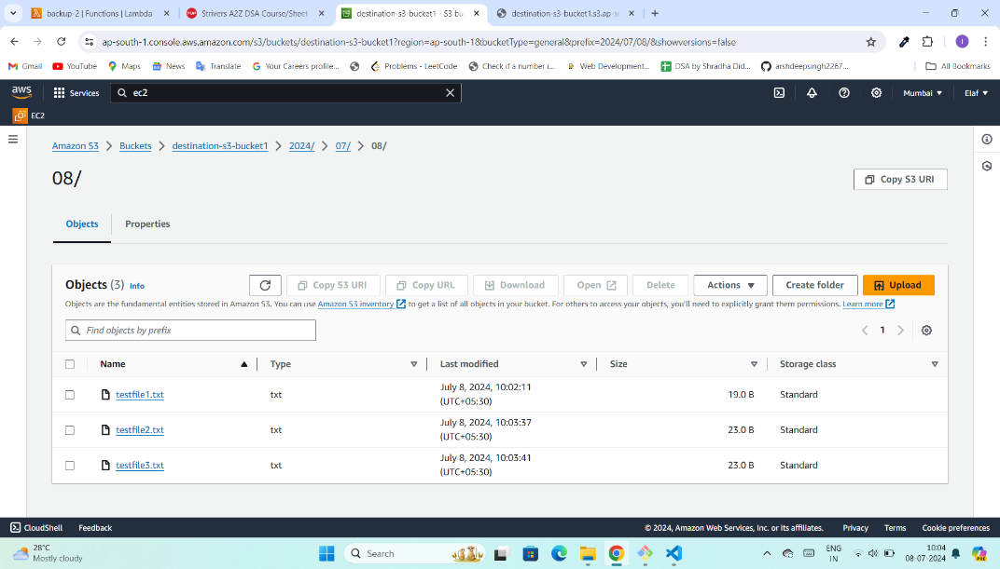 backup-2 | Functions | Lambda
Strivers A2Z DSA Course/Sheet
destination-s3-bucket1 - S3 buc
destination-s3-bucket1.s3.ap-so
ap-south-1.console.aws.amazon.com/s3/buckets/destination-s3-bucket1?region=ap-south-1&bucketType=general&prefix=2024/07/08/&showversions=false
I
Gmail YouTube Maps News Translate Your Careers profile... Problems - LeetCode Check if a number i... Web Development... DSA by Shradha Did... arshdeepsingh2267... All Bookmarks
aws Services ec2 Mumbai Elaf
EC2
Amazon S3 > Buckets > destination-s3-bucket1 > 2024/ > 07/ > 08/
08/
Copy S3 URI
Objects Properties
Objects (3) Info
Copy S3 URI Copy URL Download Open Delete Actions Create folder Upload
Objects are the fundamental entities stored in Amazon S3. You can use Amazon S3 inventory to get a list of all objects in your bucket. For others to access your objects, you'll need to explicitly grant them permissions. Learn more
Find objects by prefix
1
Name Type Last modified Size Storage class
testfile1.txt txt July 8, 2024, 10:02:11 (UTC+05:30) 19.0 B Standard
testfile2.txt txt July 8, 2024, 10:03:37 (UTC+05:30) 23.0 B Standard
testfile3.txt txt July 8, 2024, 10:03:41 (UTC+05:30) 23.0 B Standard
CloudShell Feedback © 2024, Amazon Web Services, Inc. or its affiliates. Privacy Terms Cookie preferences
28°C
Mostly cloudy
Search
ENG
IN
10:04
08-07-2024